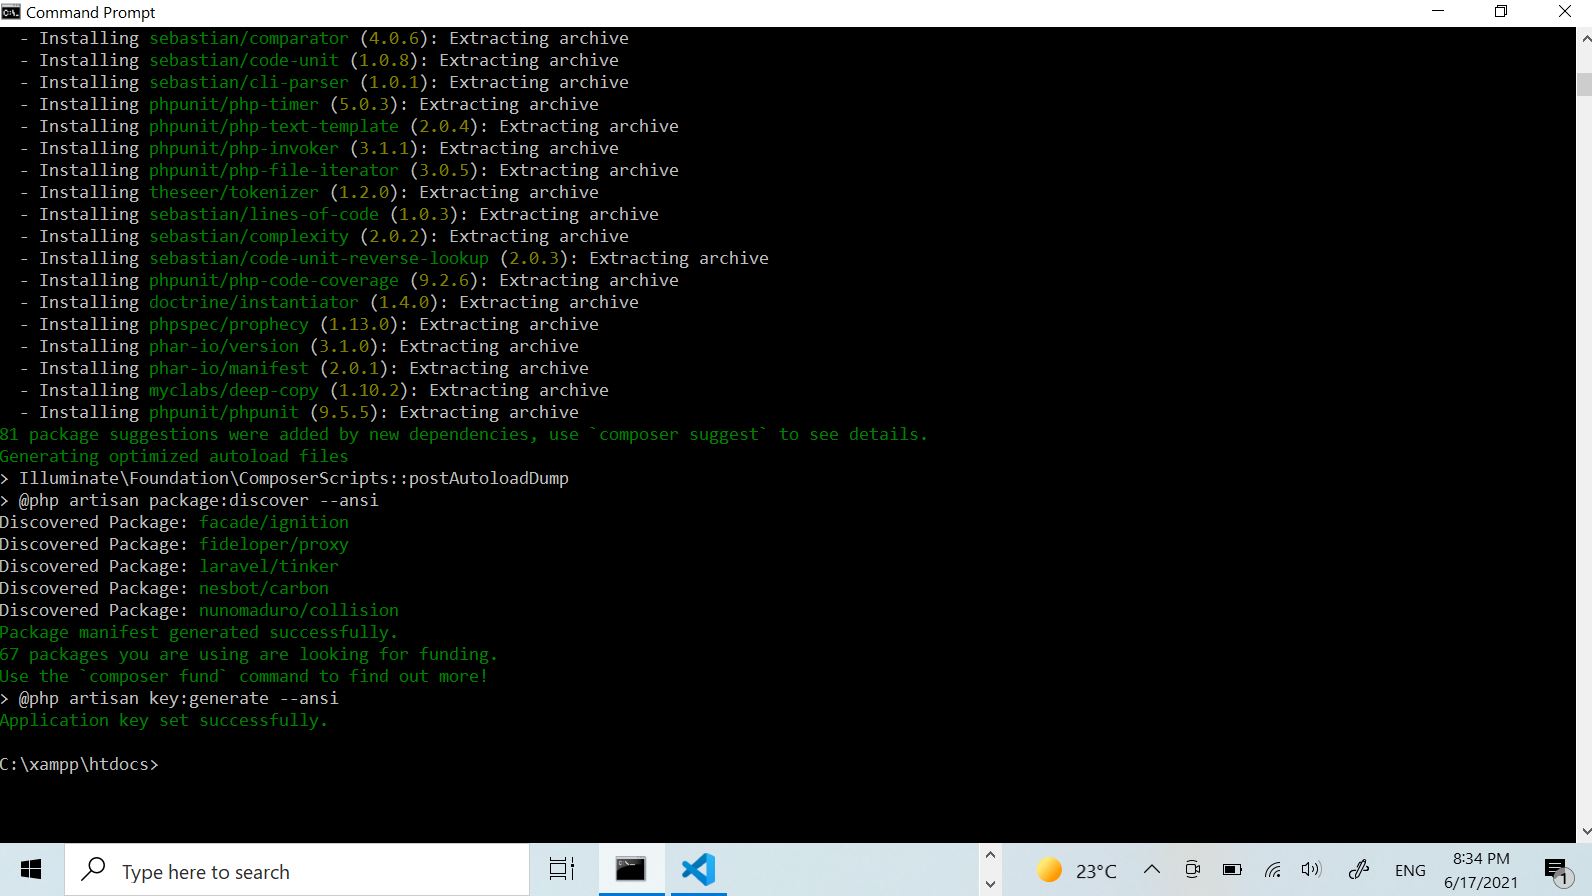 Command Prompt
- Installing sebastian/comparator (4.0.6): Extracting archive
- Installing sebastian/code-unit (1.0.8): Extracting archive
- Installing sebastian/cli-parser (1.0.1): Extracting archive
- Installing phpunit/php-timer (5.0.3): Extracting archive
- Installing phpunit/php-text-template (2.0.4): Extracting archive
- Installing phpunit/php-invoker (3.1.1): Extracting archive
- Installing phpunit/php-file-iterator (3.0.5): Extracting archive
- Installing theseer/tokenizer (1.2.0): Extracting archive
- Installing sebastian/lines-of-code (1.0.3): Extracting archive
- Installing sebastian/complexity (2.0.2): Extracting archive
- Installing sebastian/code-unit-reverse-lookup (2.0.3): Extracting archive
- Installing phpunit/php-code-coverage (9.2.6): Extracting archive
- Installing doctrine/instantiator (1.4.0): Extracting archive
- Installing phpspec/prophecy (1.13.0): Extracting archive
- Installing phar-io/version (3.1.0): Extracting archive
- Installing phar-io/manifest (2.0.1): Extracting archive
- Installing myclabs/deep-copy (1.10.2): Extracting archive
- Installing phpunit/phpunit (9.5.5): Extracting archive
81 package suggestions were added by new dependencies, use `composer suggest` to see details.
Generating optimized autoload files
> Illuminate\Foundation\ComposerScripts::postAutoloadDump
> @php artisan package:discover --ansi
Discovered Package: facade/ignition
Discovered Package: fideloper/proxy
Discovered Package: laravel/tinker
Discovered Package: nesbot/carbon
Discovered Package: nunomaduro/collision
Package manifest generated successfully.
67 packages you are using are looking for funding.
Use the `composer fund` command to find out more!
> @php artisan key:generate --ansi
Application key set successfully.
C:\xampp\htdocs>
Type here to search
23°C
ENG
8:34 PM
6/17/2021
1